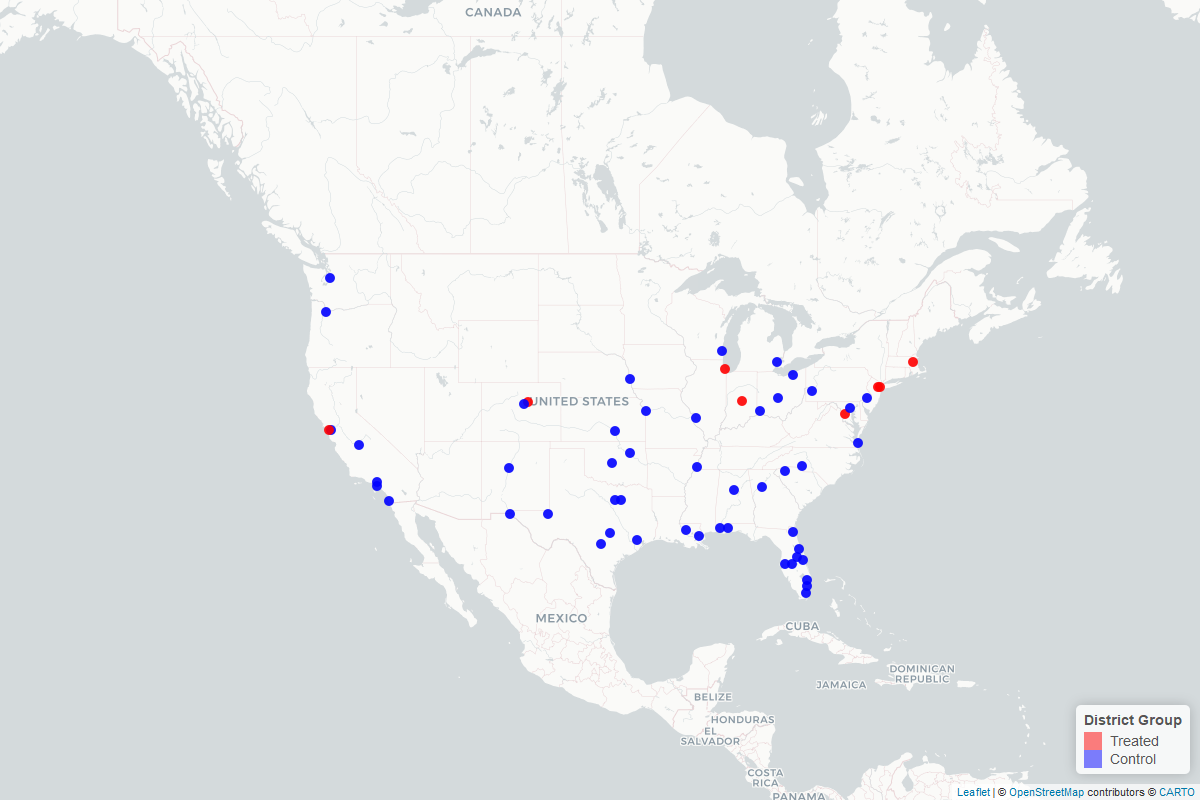 CANADA
UNITED STATES
MEXICO
CUBA
DOMINICAN
REPUBLIC
JAMAICA
BELIZE
HONDURAS
EL
SALVADOR
COSTA
RICA
PANAMA
District Group
Treated
Control
Leaflet | © OpenStreetMap contributors © CARTO